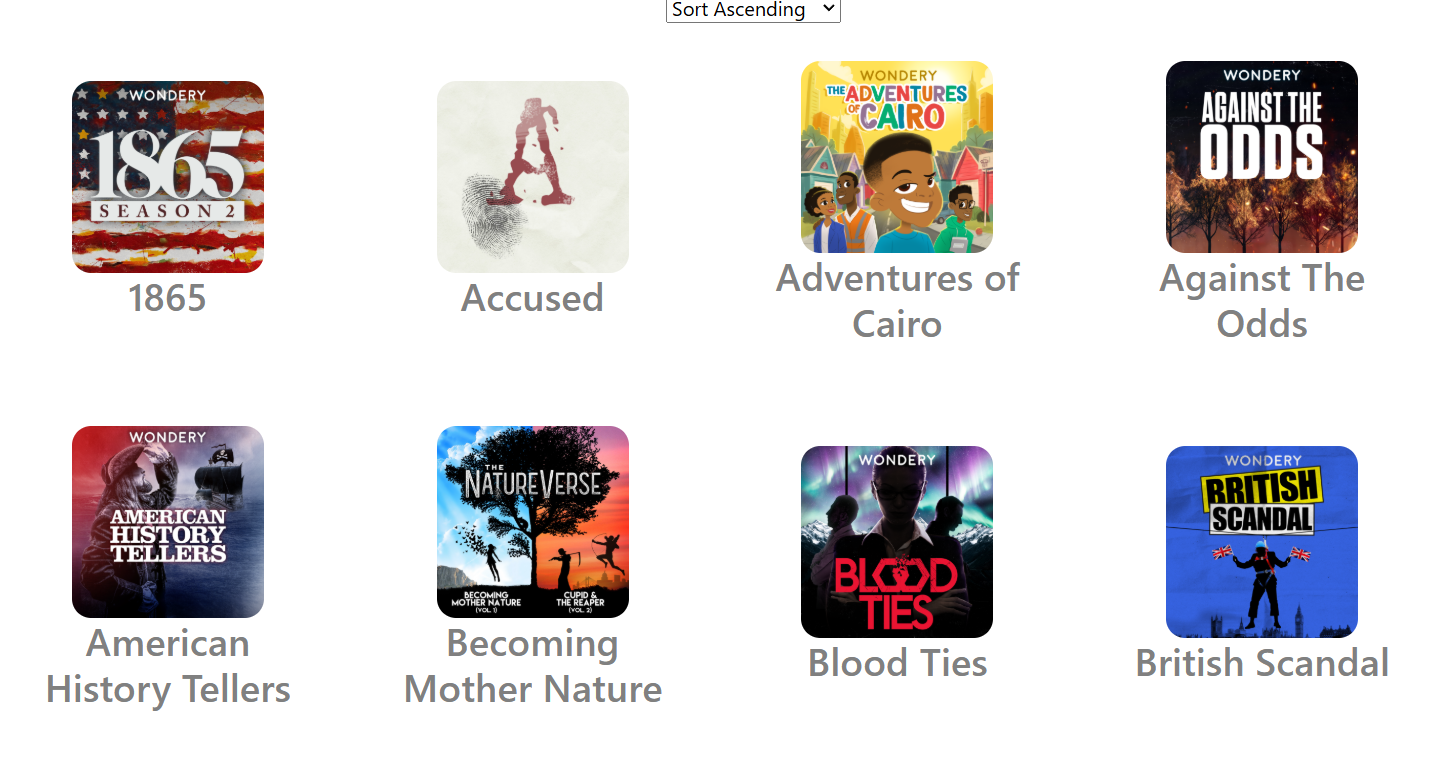 Sort Ascending
WONDERY
1865
SEASON 2
1865
A
Accused
WONDERY
THE ADVENTURES
OF CAIRO
Adventures of
Cairo
WONDERY
AGAINST THE
ODDS
Against The
Odds
WONDERY
AMERICAN
HISTORY
TELLERS
American
History Tellers
THE
NATUREVERSE
BECOMING
MOTHER NATURE
(VOL. 1)
CUPID &
THE REAPER
(VOL. 2)
Becoming
Mother Nature
WONDERY
BLOOD
TIES
Blood Ties
WONDERY
BRITISH
SCANDAL
British Scandal